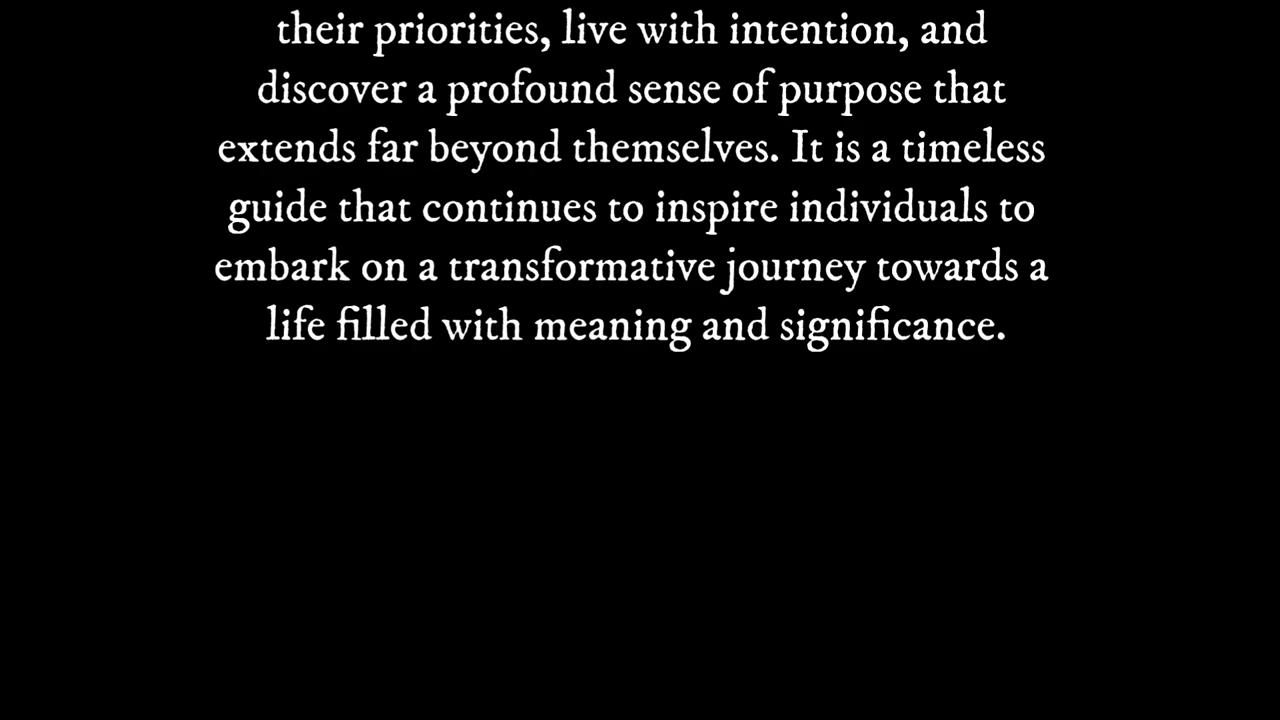 their priorities, live with intention, and
discover a profound sense of purpose that
extends far beyond themselves. It is a timeless
guide that continues to inspire individuals to
embark on a transformative journey towards a
life filled with meaning and significance.